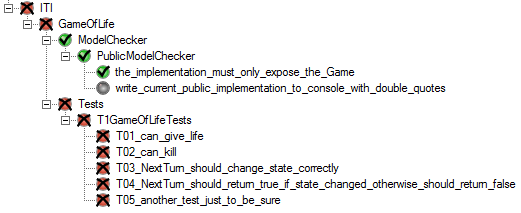 ITI
GameOfLife
ModelChecker
PublicModelChecker
the_implementation_must_only_expose_the_Game
write_current_public_implementation_to_console_with_double_quotes
Tests
T1GameOfLifeTests
T01_can_give_life
T02_can_kill
T03_NextTurn_should_change_state_correctly
T04_NextTurn_should_return_true_if_state_changed_otherwise_should_return_false
T05_another_test_just_to_be_sure